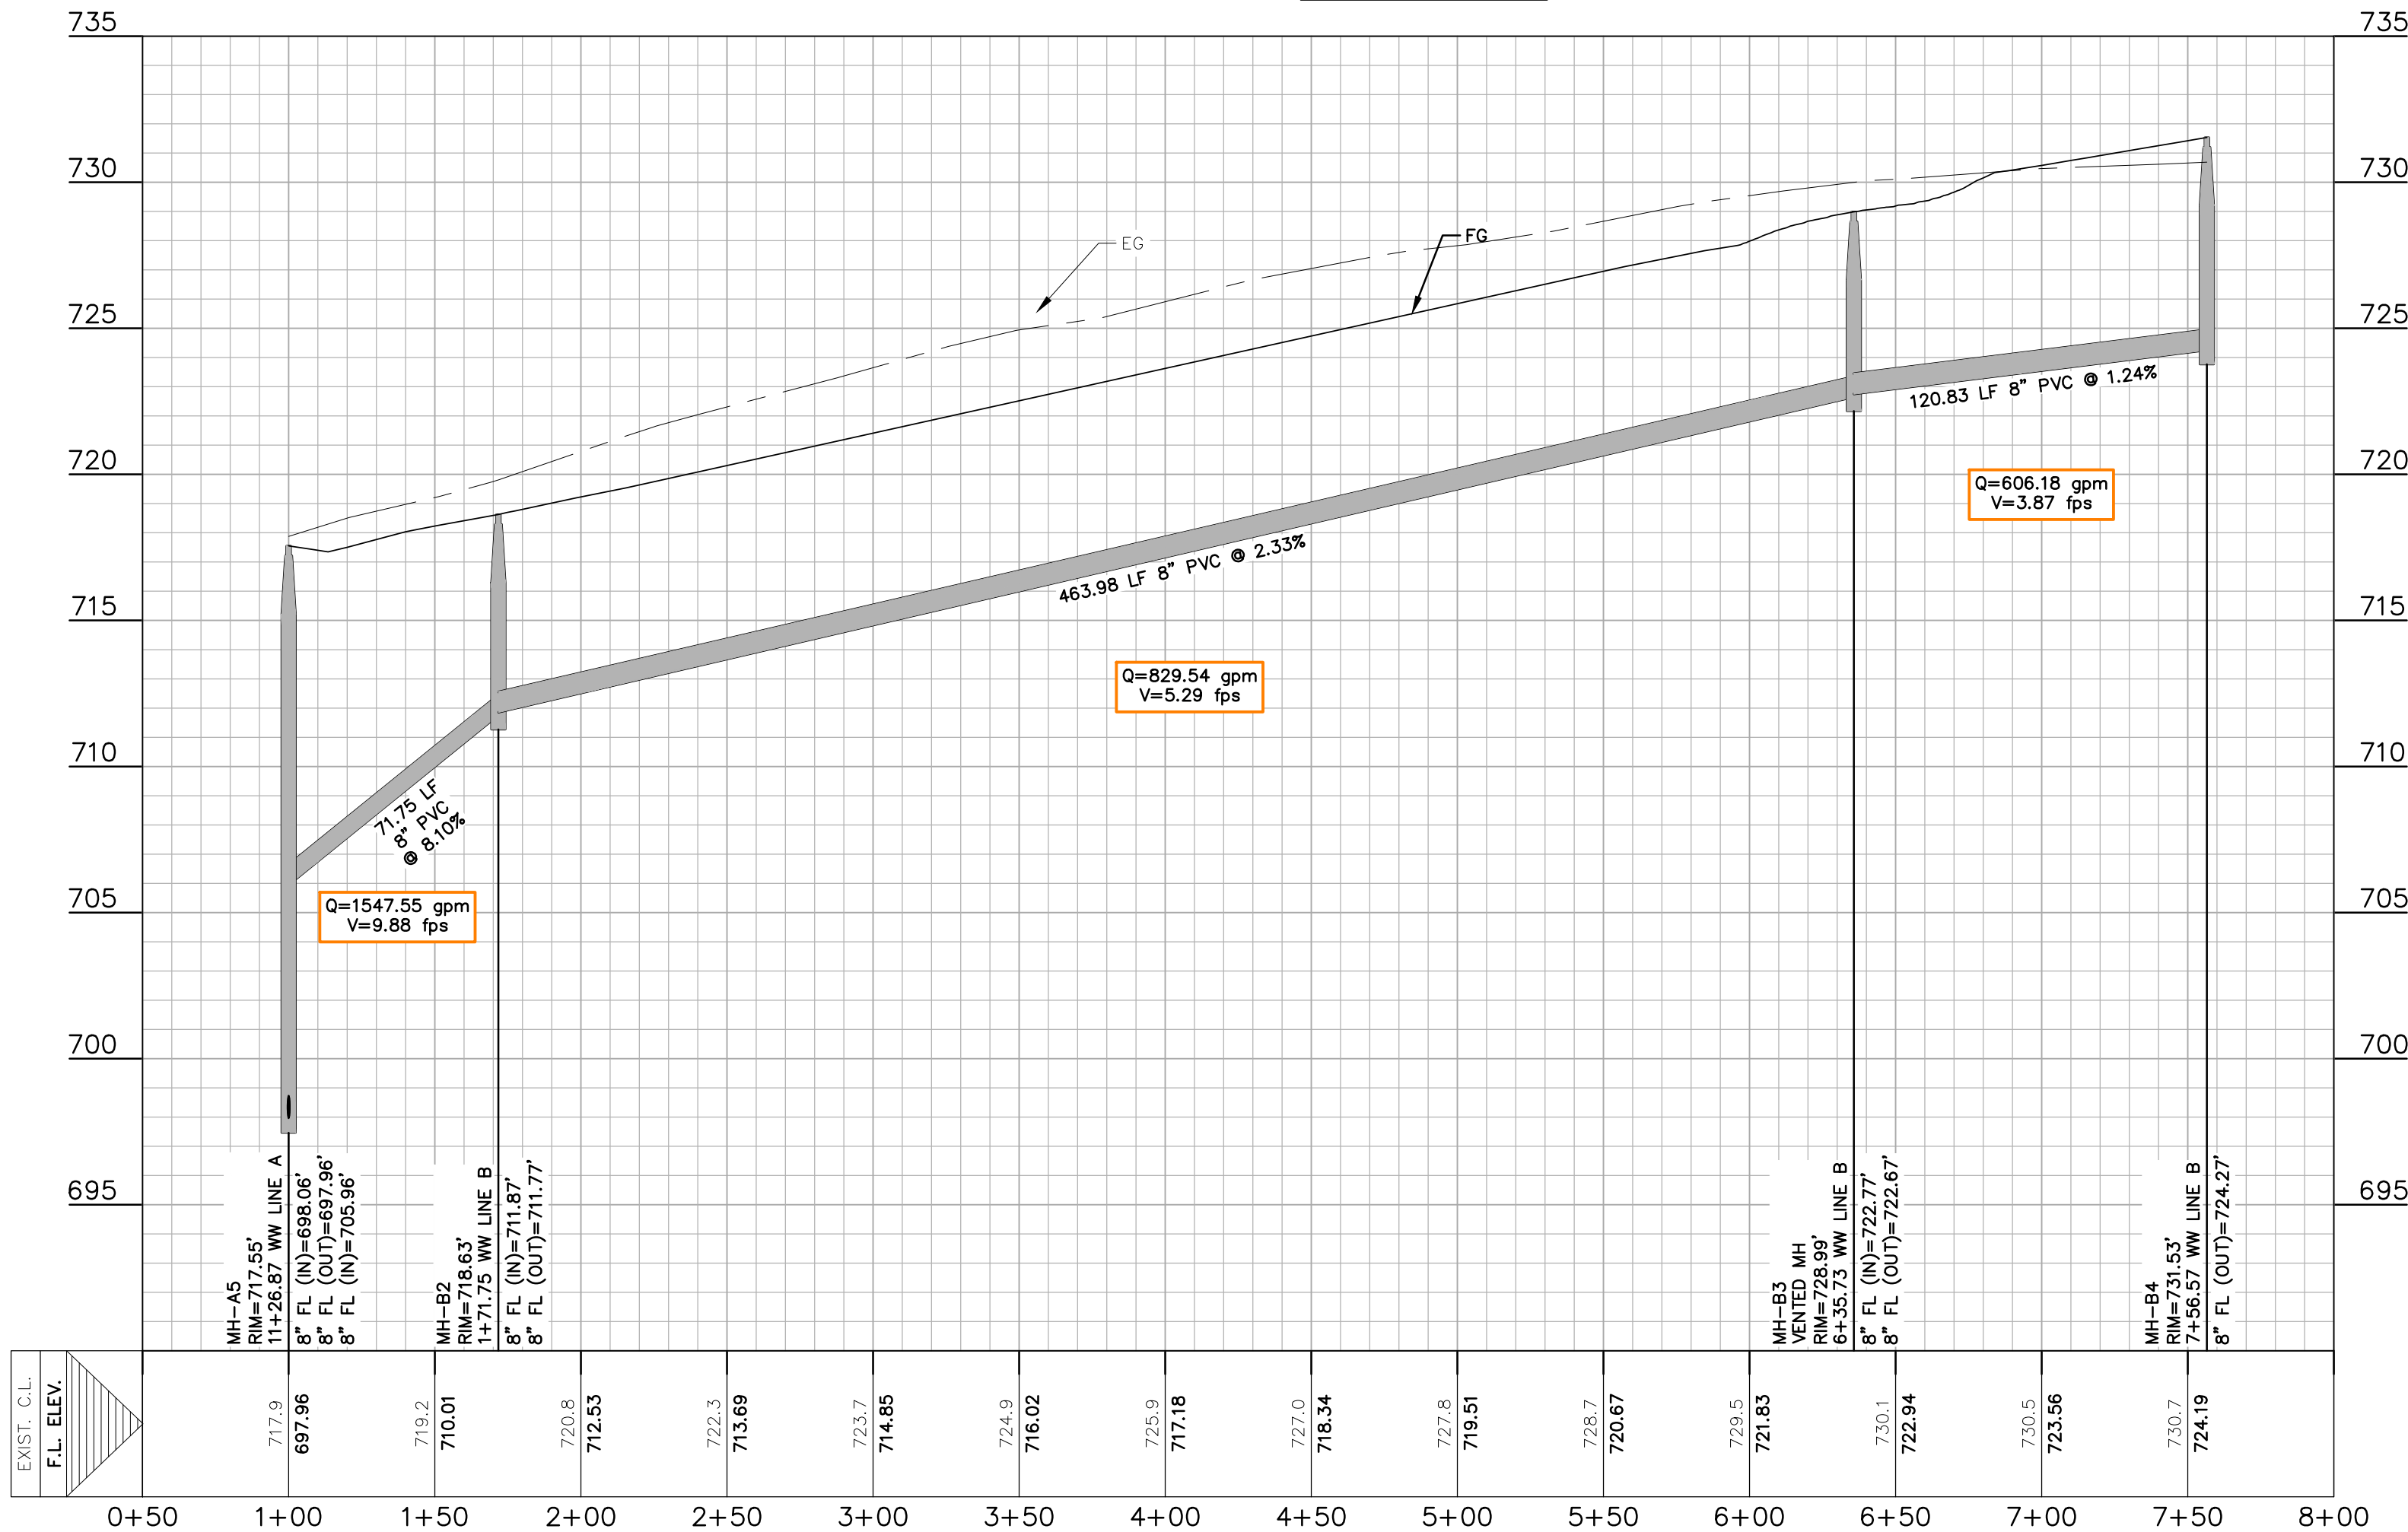 735
735
730
730
725
725
720
720
715
715
710
710
705
705
700
700
695
695
EG
FG
120.83 LF 8" PVC @ 1.24%
Q=606.18 gpm
V=3.87 fps
463.98 LF 8" PVC @ 2.33%
Q=829.54 gpm
V=5.29 fps
71.75 LF
8" PVC
@ 8.10%
Q=1547.55 gpm
V=9.88 fps
MH-A5
RIM=717.55'
11+26.87 WW LINE A
8" FL (IN)=698.06'
8" FL (OUT)=697.96'
8" FL (IN)=705.96'
MH-B2
RIM=718.63'
1+71.75 WW LINE B
8" FL (IN)=711.87'
8" FL (OUT)=711.77'
MH-B3
VENTED MH
RIM=728.99'
6+35.73 WW LINE B
8" FL (IN)=722.77'
8" FL (OUT)=722.67'
MH-B4
RIM=731.53'
7+56.57 WW LINE B
8" FL (OUT)=724.27'
EXIST. C.L.
F.L. ELEV.
717.9
697.96
719.2
710.01
720.8
712.53
722.3
713.69
723.7
714.85
724.9
716.02
725.9
717.18
727.0
718.34
727.8
719.51
728.7
720.67
729.5
721.83
730.1
722.94
730.5
723.56
730.7
724.19
0+50 1+00 1+50 2+00 2+50 3+00 3+50 4+00 4+50 5+00 5+50 6+00 6+50 7+00 7+50 8+00